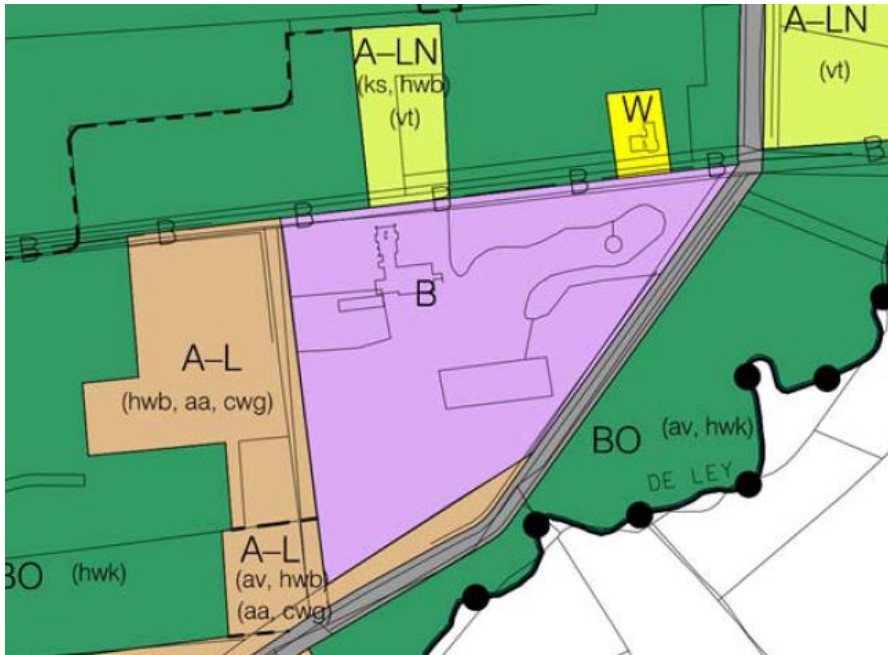 A–LN
(ks, hwb)
(vt)
W
A–LN
(vt)
B
B
B
B
B
B
B
B
A–L
(hwb, aa, cwg)
BO (av, hwk)
DE LEY
BO (hwk)
A–L
(av, hwb)
(aa, cwg)